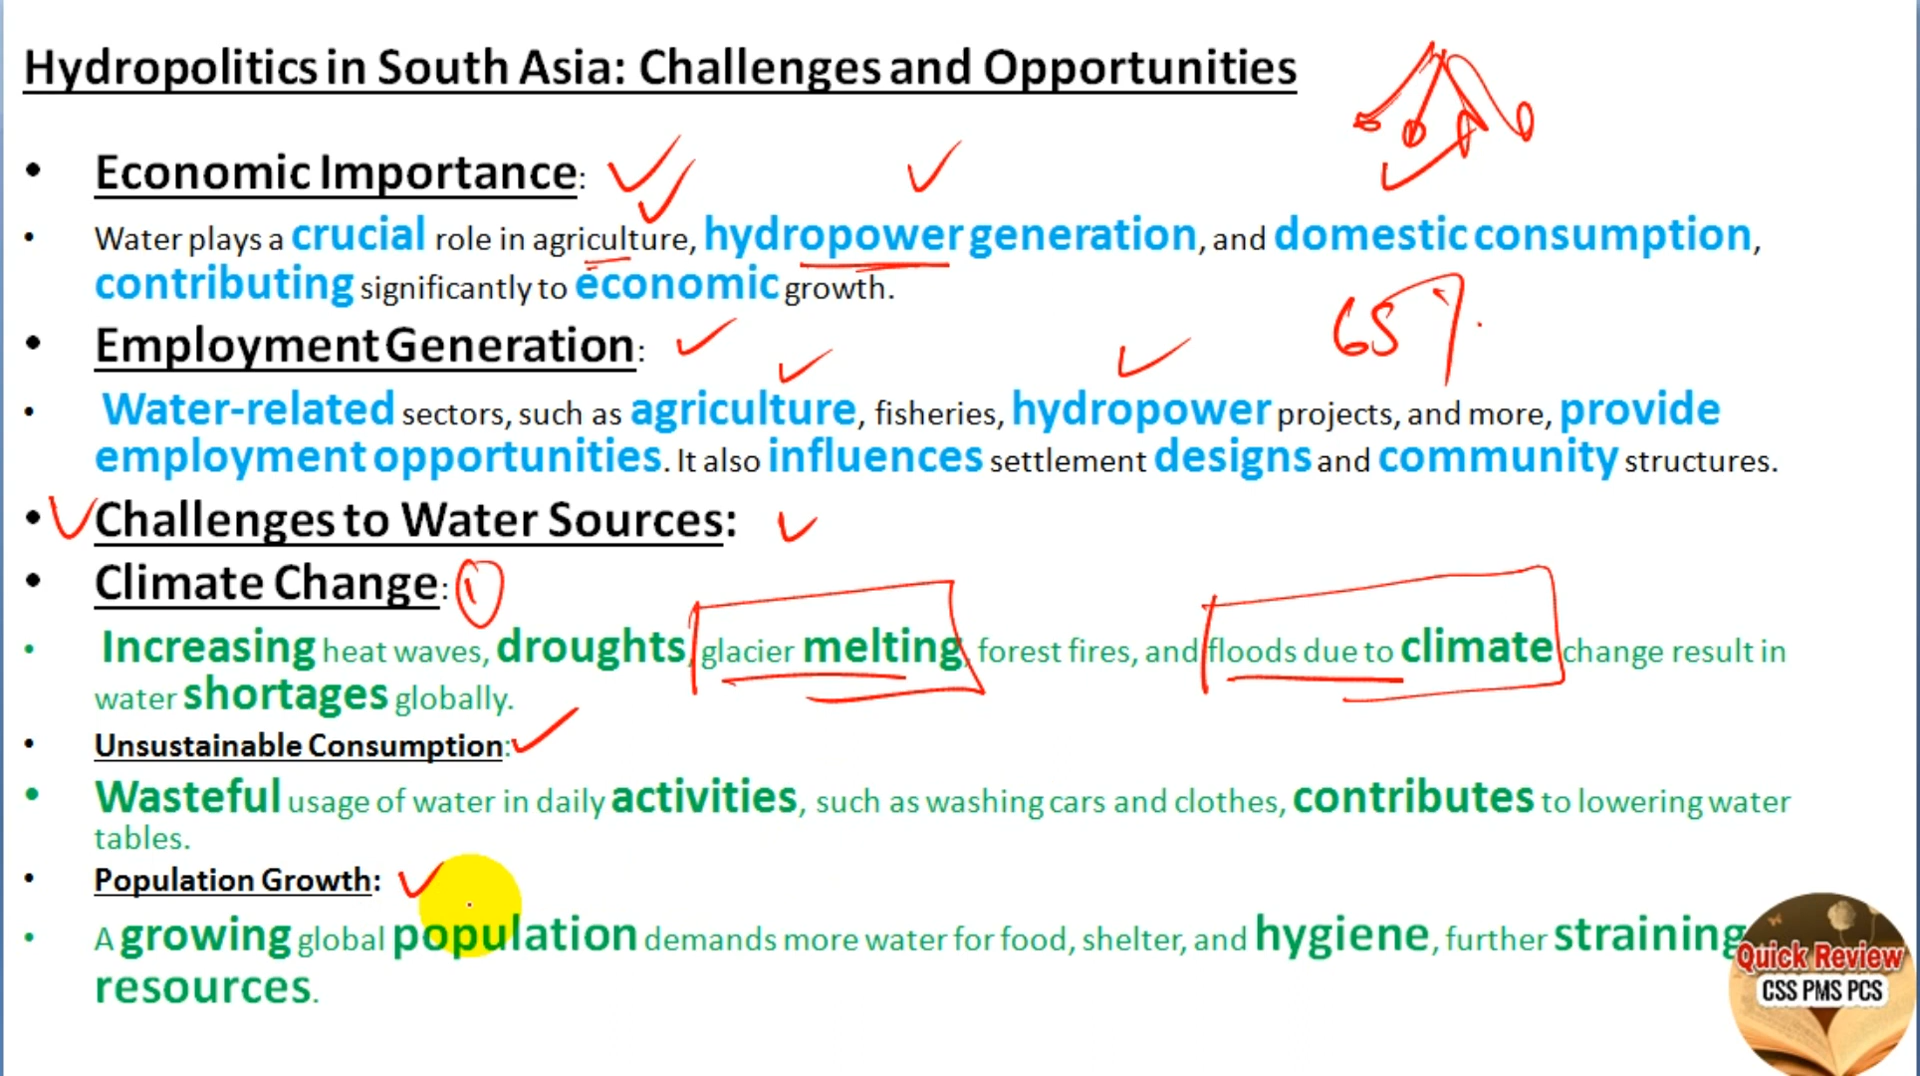 Hydropolitics in South Asia: Challenges and Opportunities
• Economic Importance:
• Water plays a crucial role in agriculture, hydropower generation, and domestic consumption,
contributing significantly to economic growth.
65%
• Employment Generation:
• Water-related sectors, such as agriculture, fisheries, hydropower projects, and more, provide
employment opportunities. It also influences settlement designs and community structures.
• Challenges to Water Sources:
• Climate Change: 1
• Increasing heat waves, droughts, glacier melting, forest fires, and floods due to climate change result in
water shortages globally.
• Unsustainable Consumption:
• Wasteful usage of water in daily activities, such as washing cars and clothes, contributes to lowering water
tables.
• Population Growth:
• A growing global population demands more water for food, shelter, and hygiene, further straining
resources.
Quick Review
CSS PMS PCS